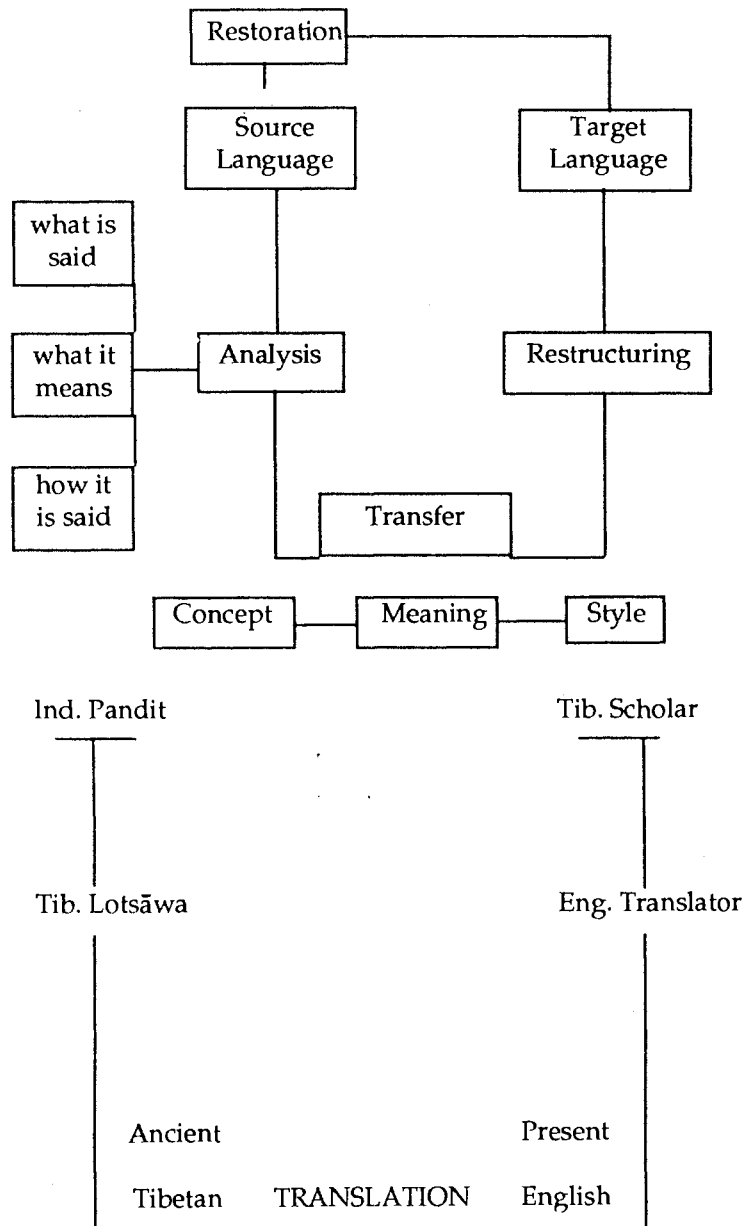 Restoration
Source
Language
Target
Language
what is
said
what it
means
Analysis
Restructuring
how it
is said
Transfer
Concept
Meaning
Style
Ind. Pandit
Tib. Scholar
Tib. Lotsāwa
Eng. Translator
Ancient
Present
Tibetan TRANSLATION English